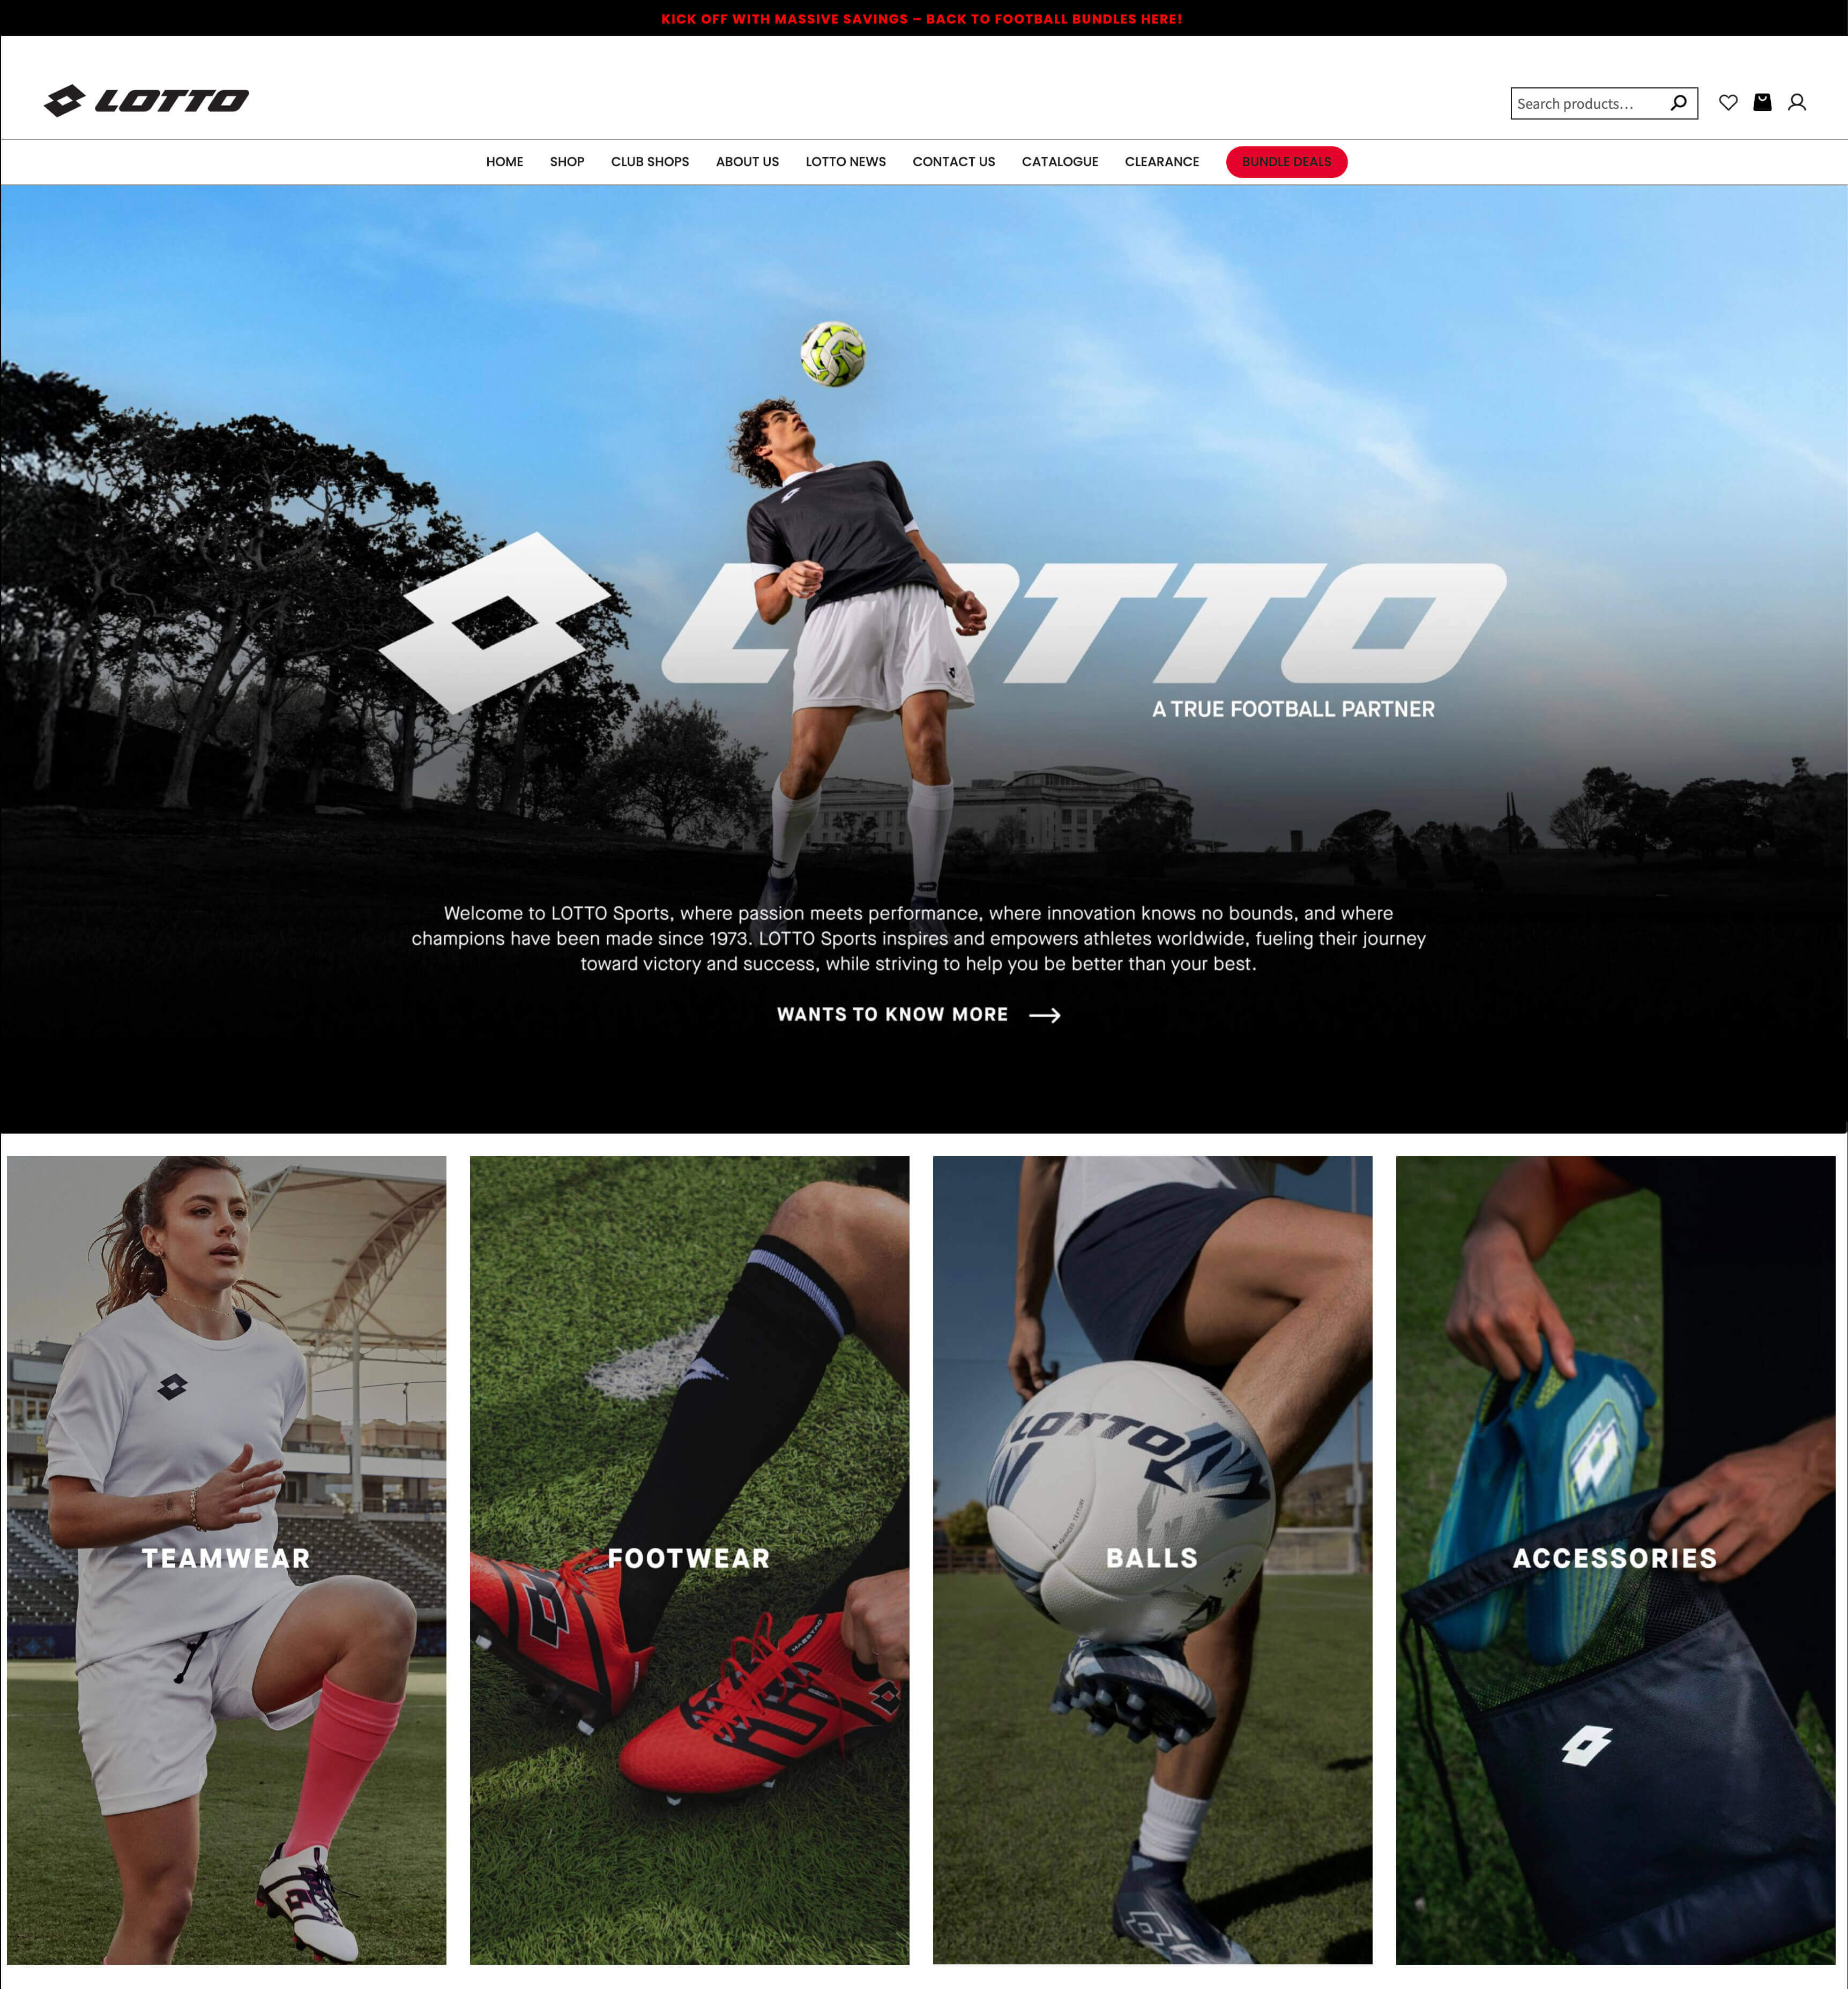 KICK OFF WITH MASSIVE SAVINGS – BACK TO FOOTBALL BUNDLES HERE!
LOTTO
Search products...
HOME SHOP CLUB SHOPS ABOUT US LOTTO NEWS CONTACT US CATALOGUE CLEARANCE BUNDLE DEALS
LOTTO
A TRUE FOOTBALL PARTNER
Welcome to LOTTO Sports, where passion meets performance, where innovation knows no bounds, and where
champions have been made since 1973. LOTTO Sports inspires and empowers athletes worldwide, fueling their journey
toward victory and success, while striving to help you be better than your best.
WANTS TO KNOW MORE
LOTTO
TEAMWEAR FOOTWEAR BALLS ACCESSORIES
MAESTRO